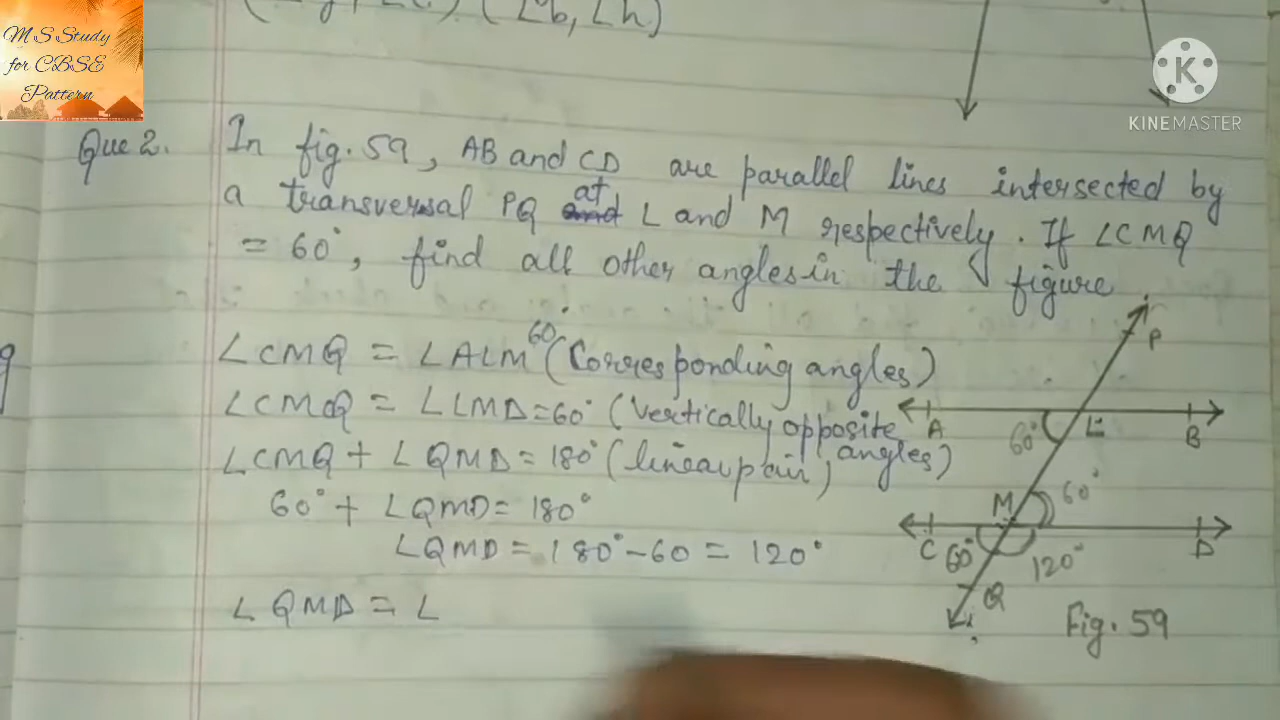 M S Study
for CBSE
Pattern
KINEMASTER
Que 2. In fig. 59, AB and CD are parallel lines intersected by
a transversal PQ at L and M respectively. If ∠CMQ
= 60°, find all other angles in the figure
∠CMQ = ∠ALM 60° (Corresponding angles)
∠CMQ = ∠LMD = 60° (vertically opposite
angles)
∠CMQ + ∠QMD = 180° (linear pair)
60° + ∠QMD = 180°
∠QMD = 180° - 60 = 120°
∠QMD = ∠
P
A L B
60°
M 60°
C D
60° 120°
Q
Fig. 59